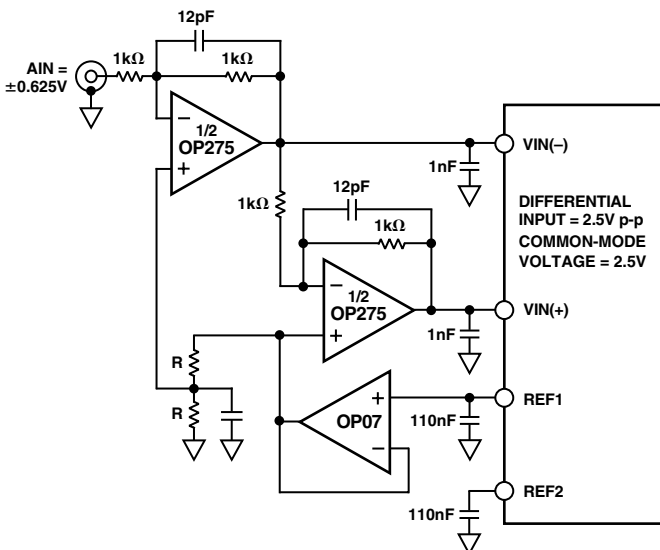 12pF
AIN =
±0.625V
1kΩ
1kΩ
–
1/2
OP275
+
VIN(–)
1nF
1kΩ
12pF
1kΩ
DIFFERENTIAL
INPUT = 2.5V p-p
COMMON-MODE
VOLTAGE = 2.5V
–
1/2
OP275
+
VIN(+)
1nF
R
R
+
OP07
–
REF1
110nF
REF2
110nF